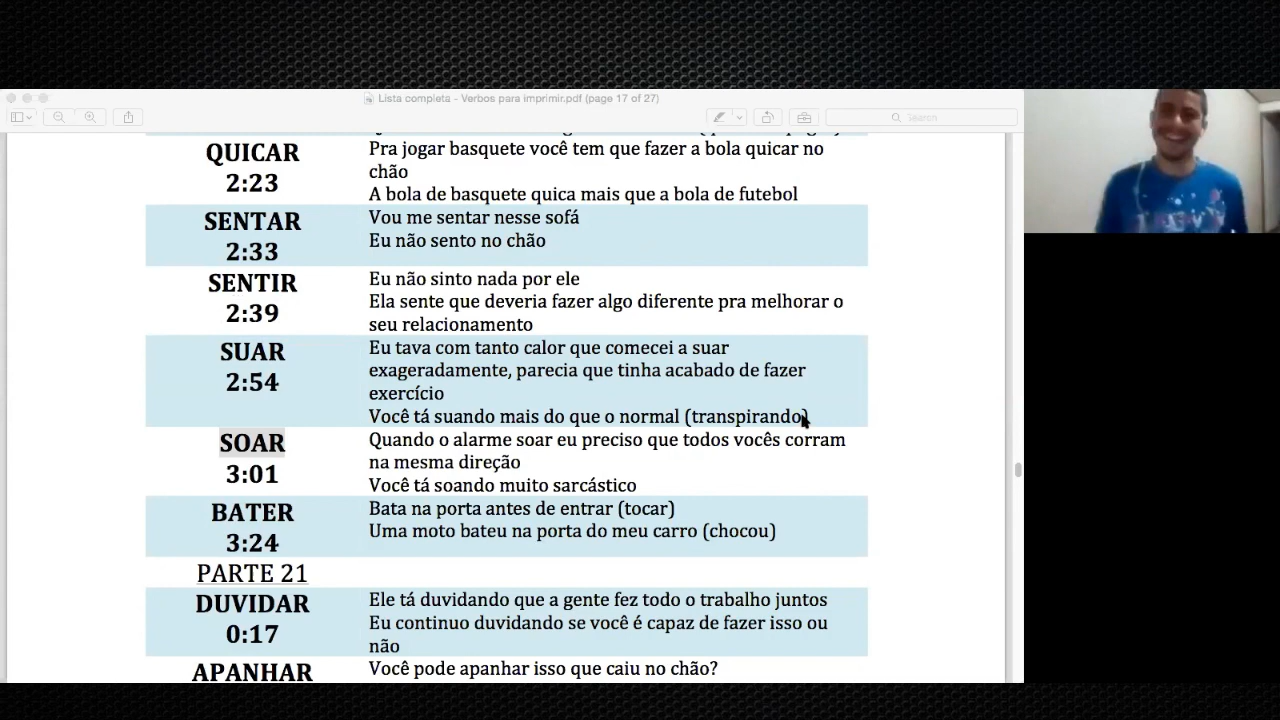 Lista completa - Verbos para imprimir.pdf (page 17 of 27)
Search
QUICAR
2:23
Pra jogar basquete você tem que fazer a bola quicar no
chão
A bola de basquete quica mais que a bola de futebol
SENTAR
2:33
Vou me sentar nesse sofá
Eu não sento no chão
SENTIR
2:39
Eu não sinto nada por ele
Ela sente que deveria fazer algo diferente pra melhorar o
seu relacionamento
SUAR
2:54
Eu tava com tanto calor que comecei a suar
exageradamente, parecia que tinha acabado de fazer
exercício
Você tá suando mais do que o normal (transpirando)
SOAR
3:01
Quando o alarme soar eu preciso que todos vocês corram
na mesma direção
Você tá soando muito sarcástico
BATER
3:24
Bata na porta antes de entrar (tocar)
Uma moto bateu na porta do meu carro (chocou)
PARTE 21
DUVIDAR
0:17
Ele tá duvidando que a gente fez todo o trabalho juntos
Eu continuo duvidando se você é capaz de fazer isso ou
não
APANHAR
Você pode apanhar isso que caiu no chão?